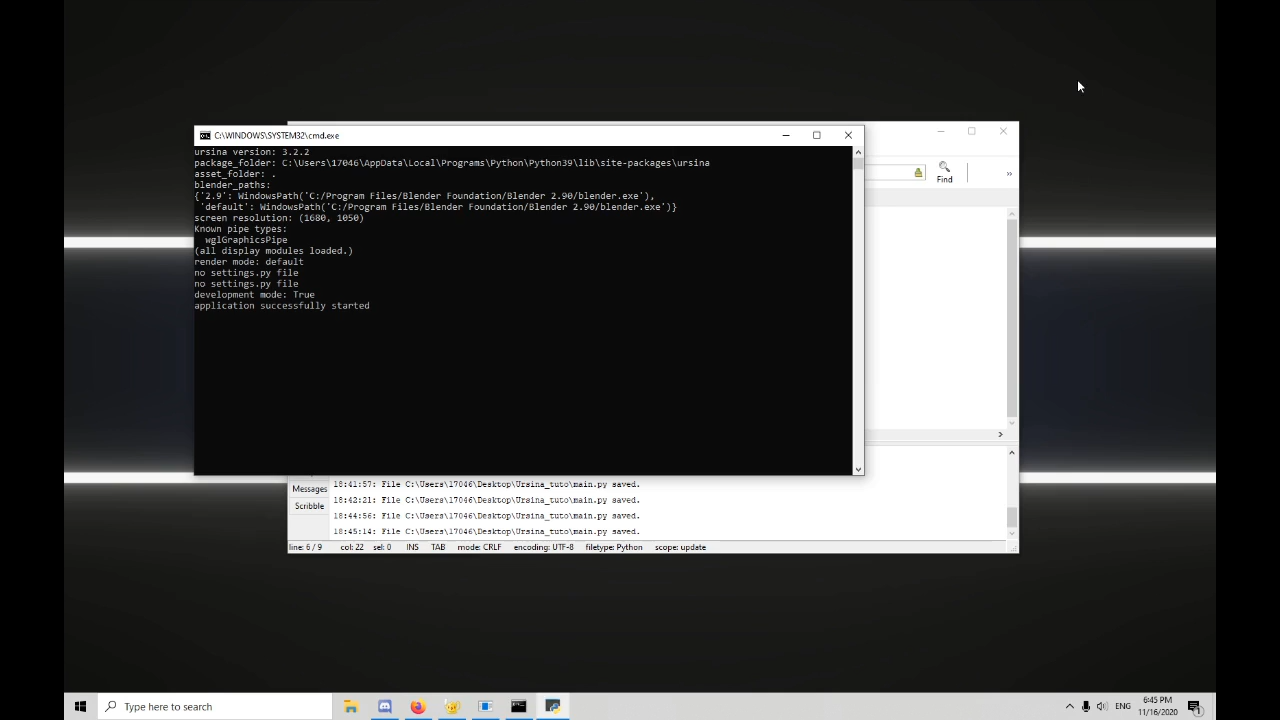 C:\WINDOWS\SYSTEM32\cmd.exe
ursina version: 3.2.2
package_folder: C:\Users\17046\AppData\Local\Programs\Python\Python39\lib\site-packages\ursina
asset_folder: .
blender_paths:
{'2.9': WindowsPath('C:/Program Files/Blender Foundation/Blender 2.90/blender.exe'),
'default': WindowsPath('C:/Program Files/Blender Foundation/Blender 2.90/blender.exe')}
screen resolution: (1680, 1050)
Known pipe types:
wglGraphicsPipe
(all display modules loaded.)
render mode: default
no settings.py file
no settings.py file
development mode: True
application successfully started
Find
Messages
Scribble
18:41:57: File C:\Users\17046\Desktop\Ursina_tuto\main.py saved.
18:42:21: File C:\Users\17046\Desktop\Ursina_tuto\main.py saved.
18:44:56: File C:\Users\17046\Desktop\Ursina_tuto\main.py saved.
18:45:14: File C:\Users\17046\Desktop\Ursina_tuto\main.py saved.
line: 6 / 9 col: 22 sel: 0 INS TAB mode: CRLF encoding: UTF-8 filetype: Python scope: update
Type here to search
ENG
6:45 PM
11/16/2020
1